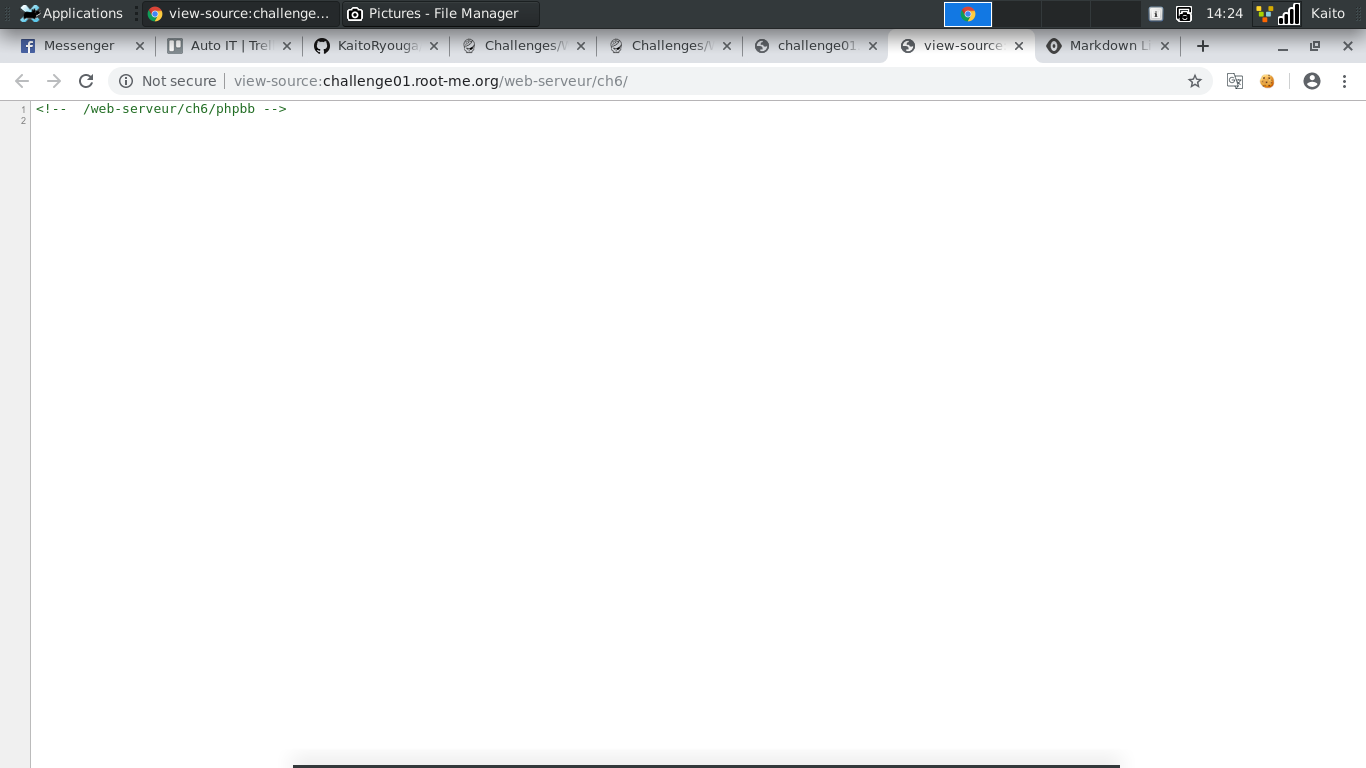 Applications view-source:challenge... Pictures - File Manager 14:24 Kaito
Messenger Auto IT | Trel KaitoRyouga Challenges/ Challenges/ challenge01. view-source: Markdown Li
Not secure view-source:challenge01.root-me.org/web-serveur/ch6/
1 <!--  /web-serveur/ch6/phpbb -->
2